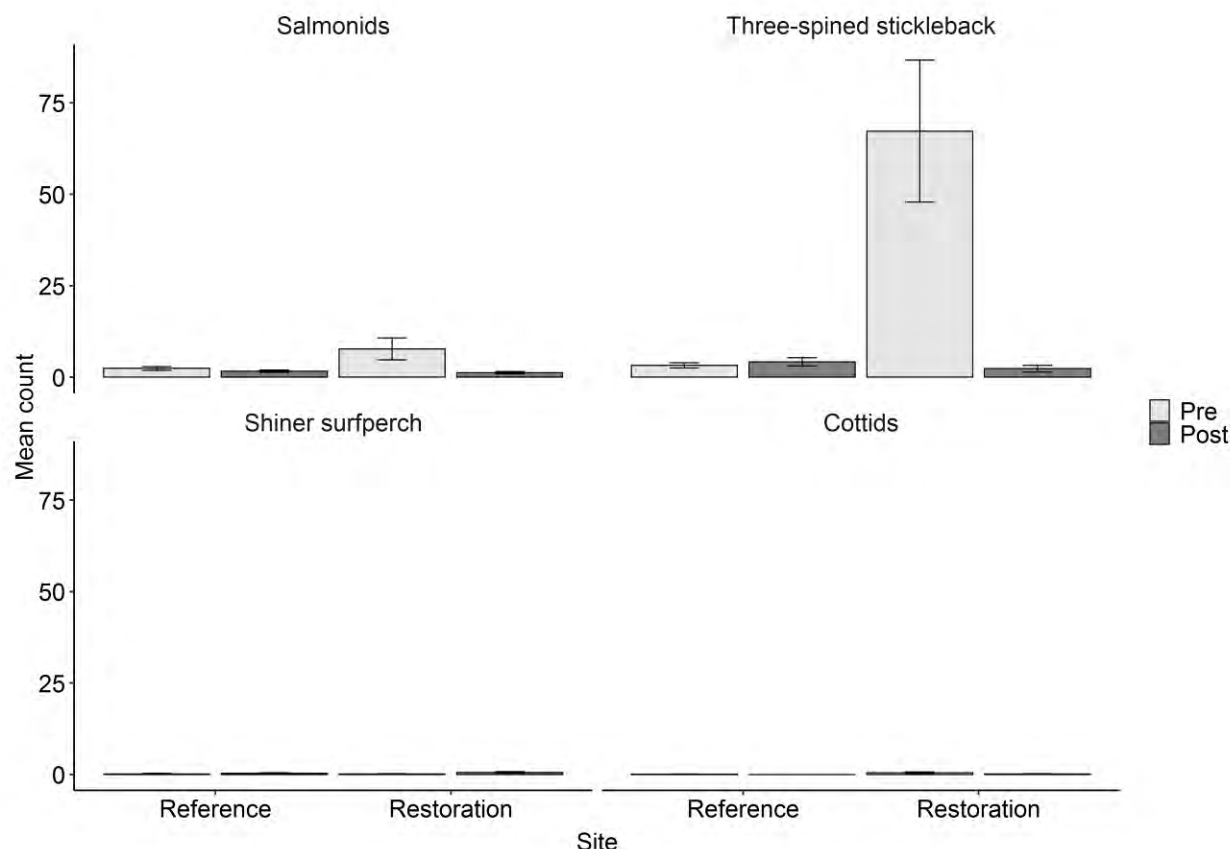 Salmonids
Three-spined stickleback
75
50
25
0
Shiner surfperch
Cottids
Mean count
75
50
25
0
Pre
Post
Reference
Restoration
Reference
Restoration
Site